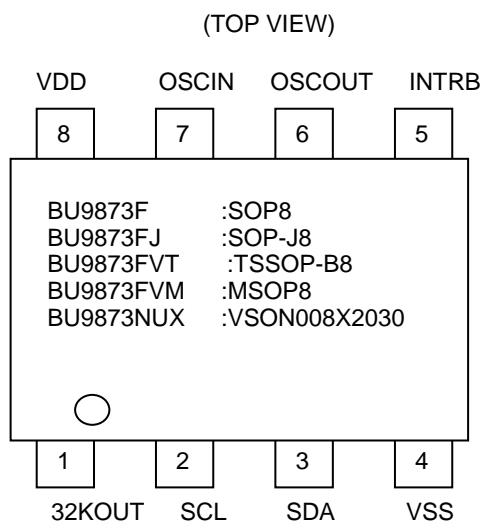 (TOP VIEW)
VDD OSCIN OSCOUT INTRB
8 7 6 5
BU9873F :SOP8
BU9873FJ :SOP-J8
BU9873FVT :TSSOP-B8
BU9873FVM :MSOP8
BU9873NUX :VSON008X2030
1 2 3 4
32KOUT SCL SDA VSS